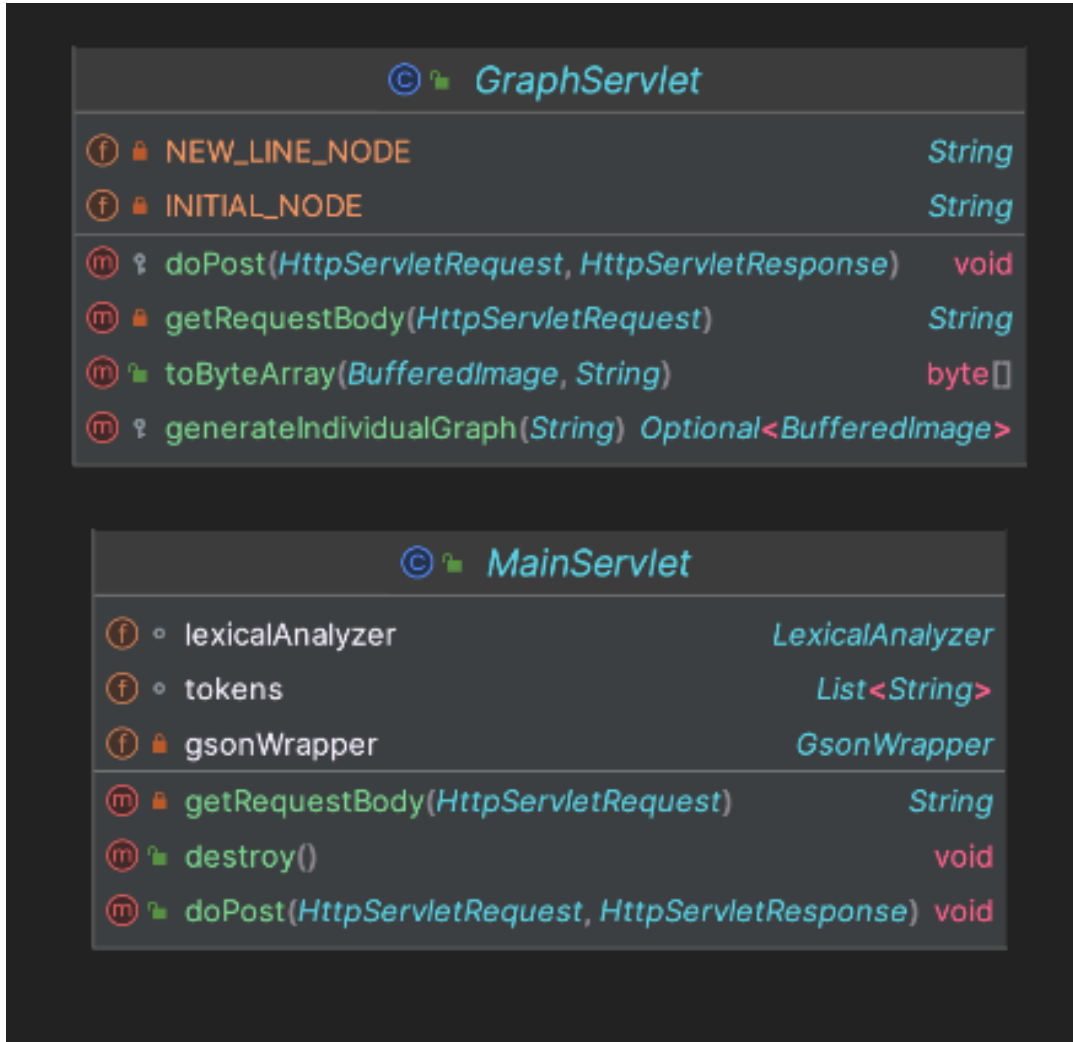 GraphServlet
NEW_LINE_NODE String
INITIAL_NODE String
doPost(HttpServletRequest, HttpServletResponse) void
getRequestBody(HttpServletRequest) String
toByteArray(BufferedImage, String) byte[]
generateIndividualGraph(String) Optional<BufferedImage>
MainServlet
lexicalAnalyzer LexicalAnalyzer
tokens List<String>
gsonWrapper GsonWrapper
getRequestBody(HttpServletRequest) String
destroy() void
doPost(HttpServletRequest, HttpServletResponse) void